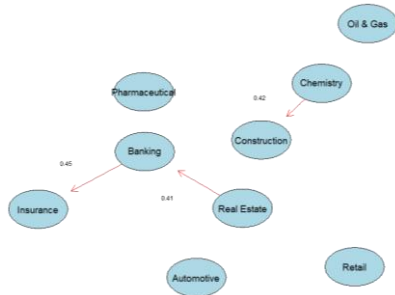 Oil & Gas
Chemistry
Pharmaceutical
0.42
Construction
Banking
0.45
0.41
Insurance
Real Estate
Retail
Automotive